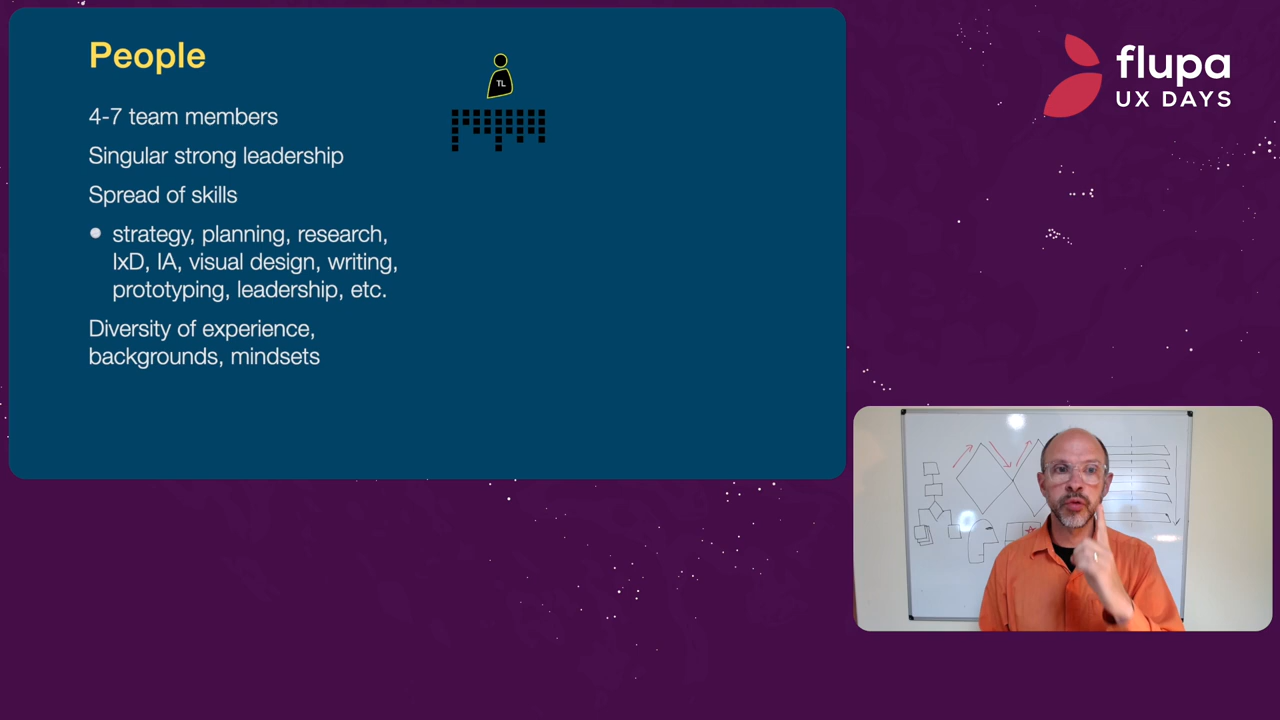 People
4-7 team members
Singular strong leadership
Spread of skills
strategy, planning, research,
IxD, IA, visual design, writing,
prototyping, leadership, etc.
Diversity of experience,
backgrounds, mindsets
TL
flupa
UX DAYS